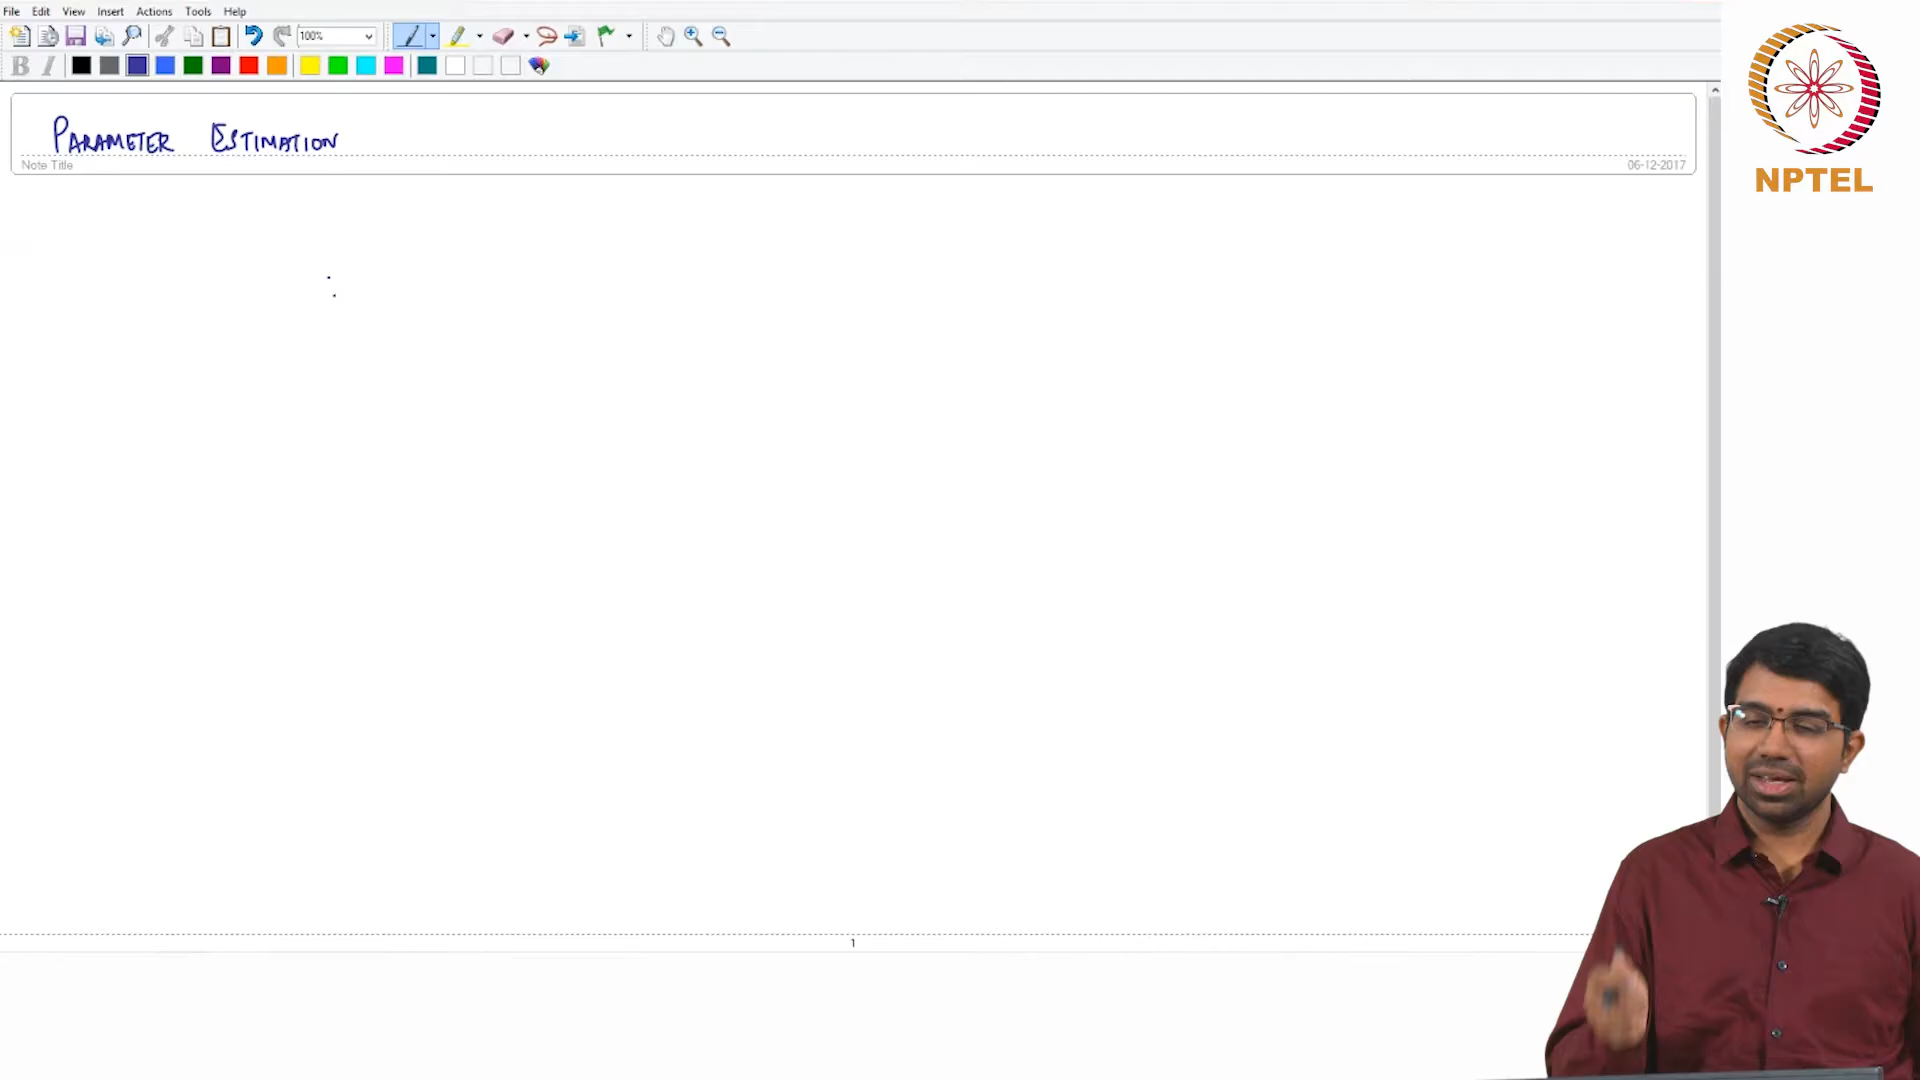 File Edit View Insert Actions Tools Help
100%
B I
PARAMETER ESTIMATION
Note Title
06-12-2017
1
NPTEL